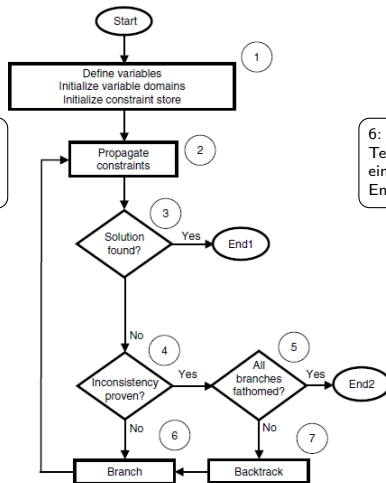 Start
1
Define variables
Initialize variable domains
Initialize constraint store
Propagate
constraints
2
6:
Te
ein
En
3
Solution
found?
Yes
End1
No
4
5
Inconsistency
proven?
Yes
All
branches
fathomed?
Yes
End2
No
6
No
7
Branch
Backtrack